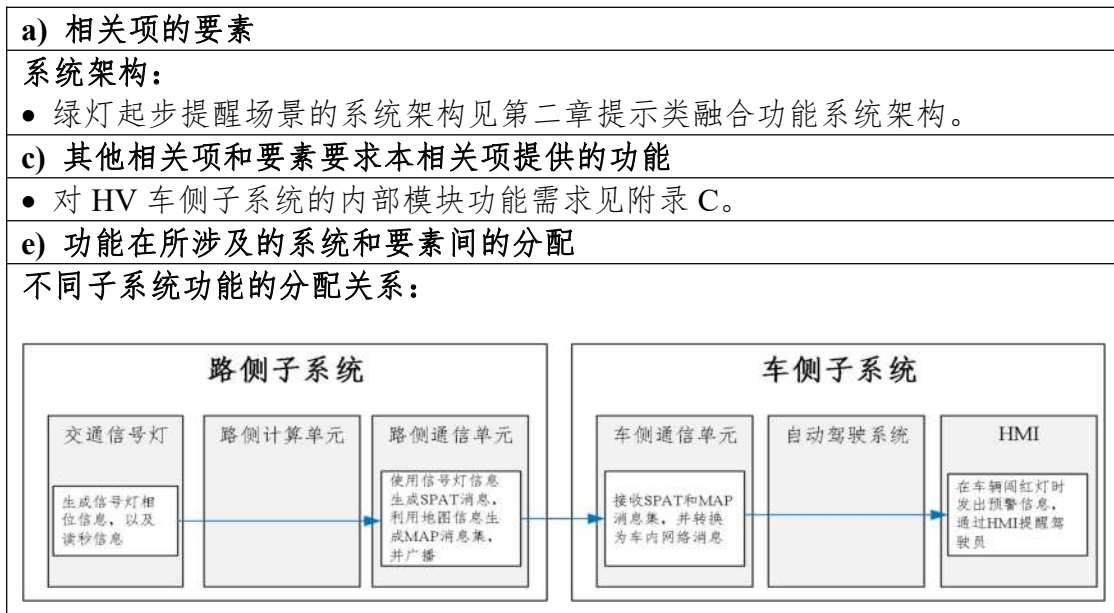 a) 相关项的要素
系统架构：
• 绿灯起步提醒场景的系统架构见第二章提示类融合功能系统架构。
c) 其他相关项和要素要求本相关项提供的功能
• 对 HV 车侧子系统的内部模块功能需求见附录 C。
e) 功能在所涉及的系统和要素间的分配
不同子系统功能的分配关系：
路侧子系统
交通信号灯
生成信号灯相
位信息，以及
读秒信息
路侧计算单元
路侧通信单元
使用信号灯信息
生成SPAT消息，
利用地图信息生
成MAP消息集，
并广播
车侧子系统
车侧通信单元
接收SPAT和MAP
消息集，并转换
为车内网络消息
自动驾驶系统
HMI
在车辆闯红灯时
发出预警信息，
通过HMI提醒驾
驶员